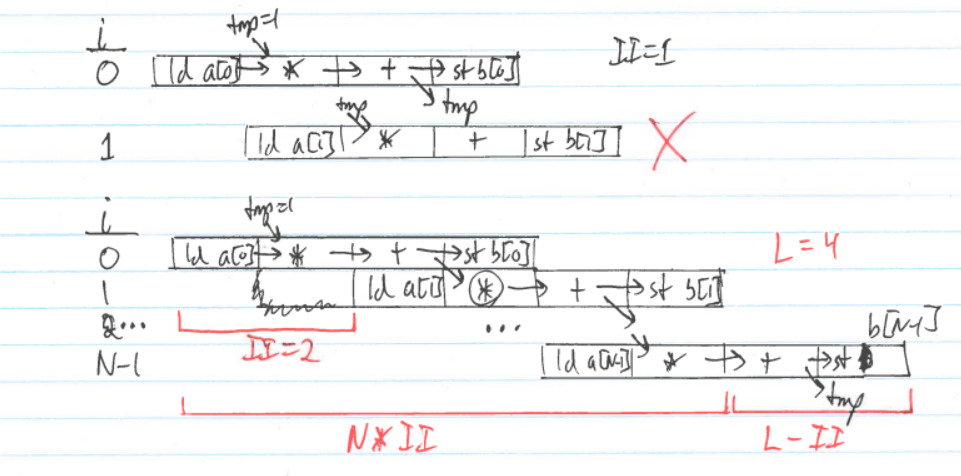 i
tmp=1
0 ld a[0] * + st b[0] II=1
tmp tmp
1 ld a[1] * + st b[1] X
i
tmp=1
0 ld a[0] * + st b[0] L=4
1 ld a[1] * + st b[1]
2... ... b[N-1]
II=2
N-1 ld a[N-1] * + st
tmp
N*II L-II